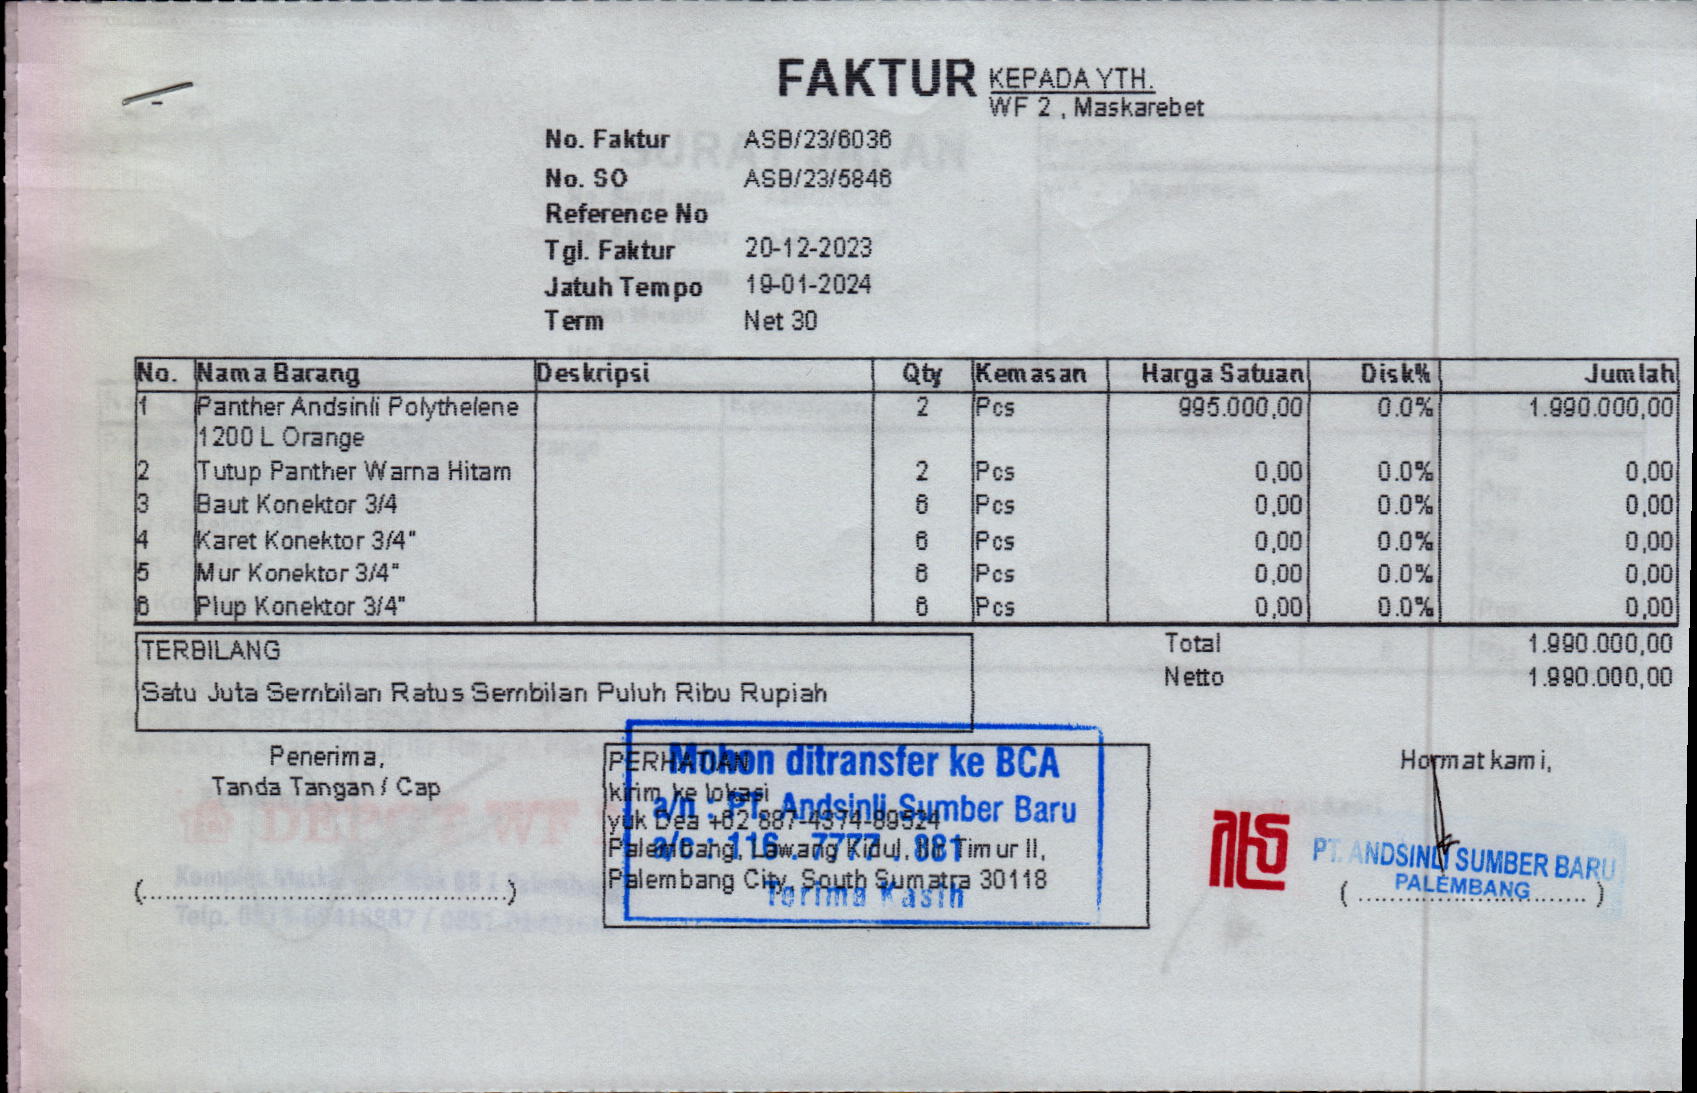 FAKTUR
KEPADA YTH.
WF 2 , Maskarebet
No. Faktur ASB/23/6036
No. SO ASB/23/5846
Reference No
Tgl. Faktur 20-12-2023
Jatuh Tempo 19-01-2024
Term Net 30
No. Nama Barang Deskripsi Qty Kemasan Harga Satuan Disk% Jumlah
1 Panther Andsinli Polythelene 2 Pcs 995.000,00 0.0% 1.990.000,00
1200 L Orange
2 Tutup Panther Warna Hitam 2 Pcs 0,00 0.0% 0,00
3 Baut Konektor 3/4 6 Pcs 0,00 0.0% 0,00
4 Karet Konektor 3/4" 6 Pcs 0,00 0.0% 0,00
5 Mur Konektor 3/4" 6 Pcs 0,00 0.0% 0,00
6 Plup Konektor 3/4" 6 Pcs 0,00 0.0% 0,00
TERBILANG
Satu Juta Sembilan Ratus Sembilan Puluh Ribu Rupiah
Total 1.990.000,00
Netto 1.990.000,00
Penerima,
Tanda Tangan / Cap
(..........................................)
PERHATIAN
kirim ke lokasi
yuk Dea +62 887-4374-89524
Palembang, Lawang Kidul, Ilir Timur II,
Palembang City, South Sumatra 30118
Mohon ditransfer ke BCA
a/n : PT. Andsinli Sumber Baru
a/c : 116 . 7777 . 881
Terima Kasih
Hormat kami,
PT. ANDSINLI SUMBER BARU
PALEMBANG
( .............................. )